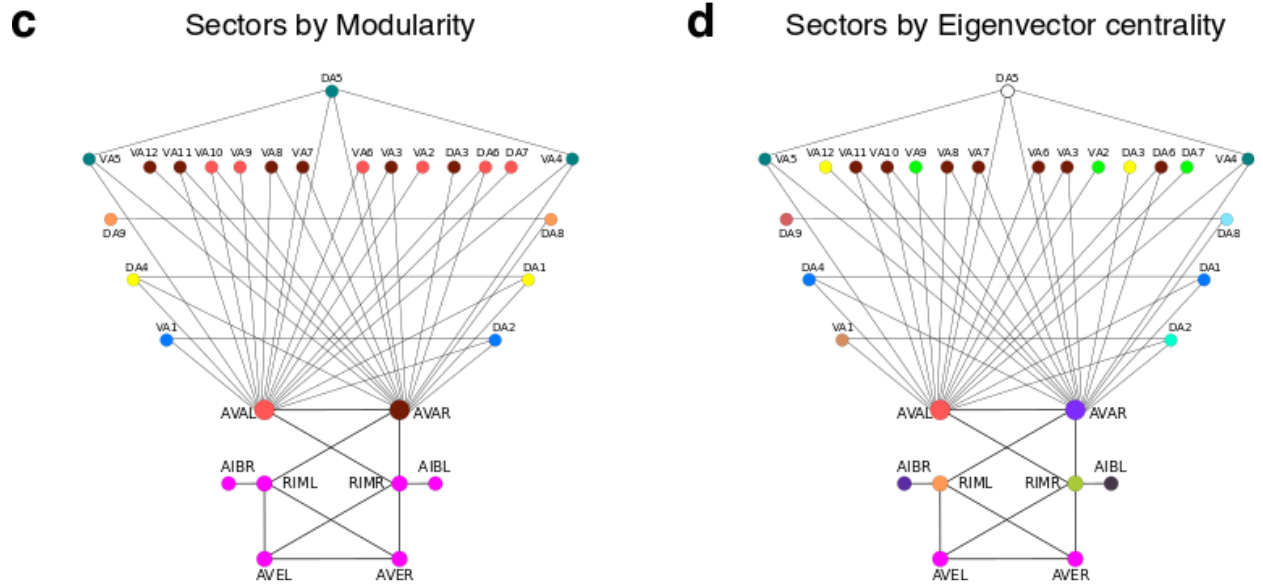 c Sectors by Modularity
DA5
VA5 VA12 VA11 VA10 VA9 VA8 VA7 VA6 VA3 VA2 DA3 DA6 DA7 VA4
DA9 DA8
DA4 DA1
VA1 DA2
AVAL AVAR
AIBR RIML RIMR AIBL
AVEL AVER
d Sectors by Eigenvector centrality
DA5
VA5 VA12 VA11 VA10 VA9 VA8 VA7 VA6 VA3 VA2 DA3 DA6 DA7 VA4
DA9 DA8
DA4 DA1
VA1 DA2
AVAL AVAR
AIBR RIML RIMR AIBL
AVEL AVER